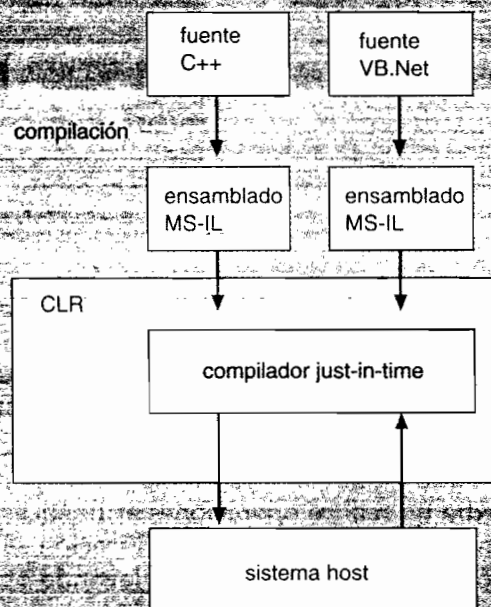 fuente
C++
fuente
VB.Net
compilación
ensamblado
MS-IL
ensamblado
MS-IL
CLR
compilador just-in-time
sistema host